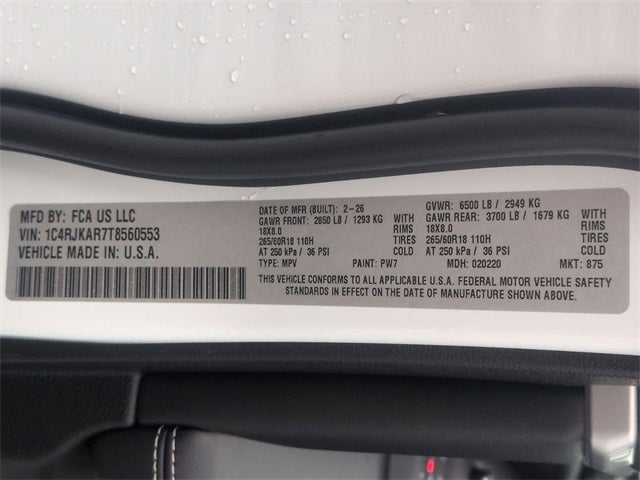 MFD BY: FCA US LLC
VIN: 1C4RJKAR7T8560553
VEHICLE MADE IN: U.S.A.
DATE OF MFR (BUILT): 2-26 GVWR: 6500 LB / 2949 KG
GAWR FRONT: 2850 LB / 1293 KG WITH GAWR REAR: 3700 LB / 1679 KG WITH
18X8.0 RIMS 18X8.0 RIMS
265/60R18 110H TIRES 265/60R18 110H TIRES
AT 250 kPa / 36 PSI AT 250 kPa / 36 PSI
TYPE: MPV PAINT: PW7 MDH: 020220 MKT: 875
THIS VEHICLE CONFORMS TO ALL APPLICABLE U.S.A. FEDERAL MOTOR VEHICLE SAFETY
STANDARDS IN EFFECT ON THE DATE OF MANUFACTURE SHOWN ABOVE.